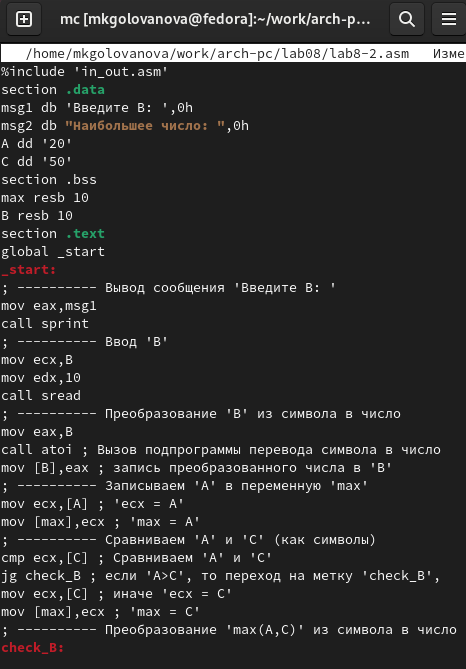 mc [mkgolovanova@fedora]:~/work/arch-p...
/home/mkgolovanova/work/arch-pc/lab08/lab8-2.asm Изме
%include 'in_out.asm'
section .data
msg1 db 'Введите B: ',0h
msg2 db "Наибольшее число: ",0h
A dd '20'
C dd '50'
section .bss
max resb 10
B resb 10
section .text
global _start
_start:
; ---------- Вывод сообщения 'Введите B: '
mov eax,msg1
call sprint
; ---------- Ввод 'B'
mov ecx,B
mov edx,10
call sread
; ---------- Преобразование 'B' из символа в число
mov eax,B
call atoi ; Вызов подпрограммы перевода символа в число
mov [B],eax ; запись преобразованного числа в 'B'
; ---------- Записываем 'A' в переменную 'max'
mov ecx,[A] ; 'ecx = A'
mov [max],ecx ; 'max = A'
; ---------- Сравниваем 'A' и 'С' (как символы)
cmp ecx,[C] ; Сравниваем 'A' и 'С'
jg check_B ; если 'A>C', то переход на метку 'check_B',
mov ecx,[C] ; иначе 'ecx = C'
mov [max],ecx ; 'max = C'
; ---------- Преобразование 'max(A,C)' из символа в число
check_B: